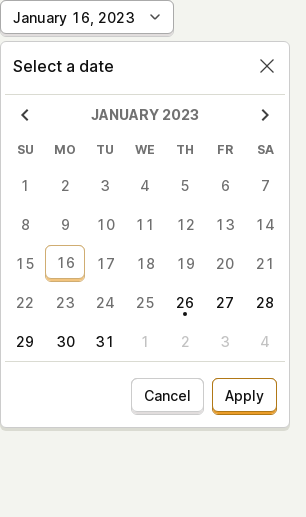 January 16, 2023
Select a date
JANUARY 2023
SU MO TU WE TH FR SA
1 2 3 4 5 6 7
8 9 10 11 12 13 14
15 16 17 18 19 20 21
22 23 24 25 26 27 28
29 30 31 1 2 3 4
Cancel Apply